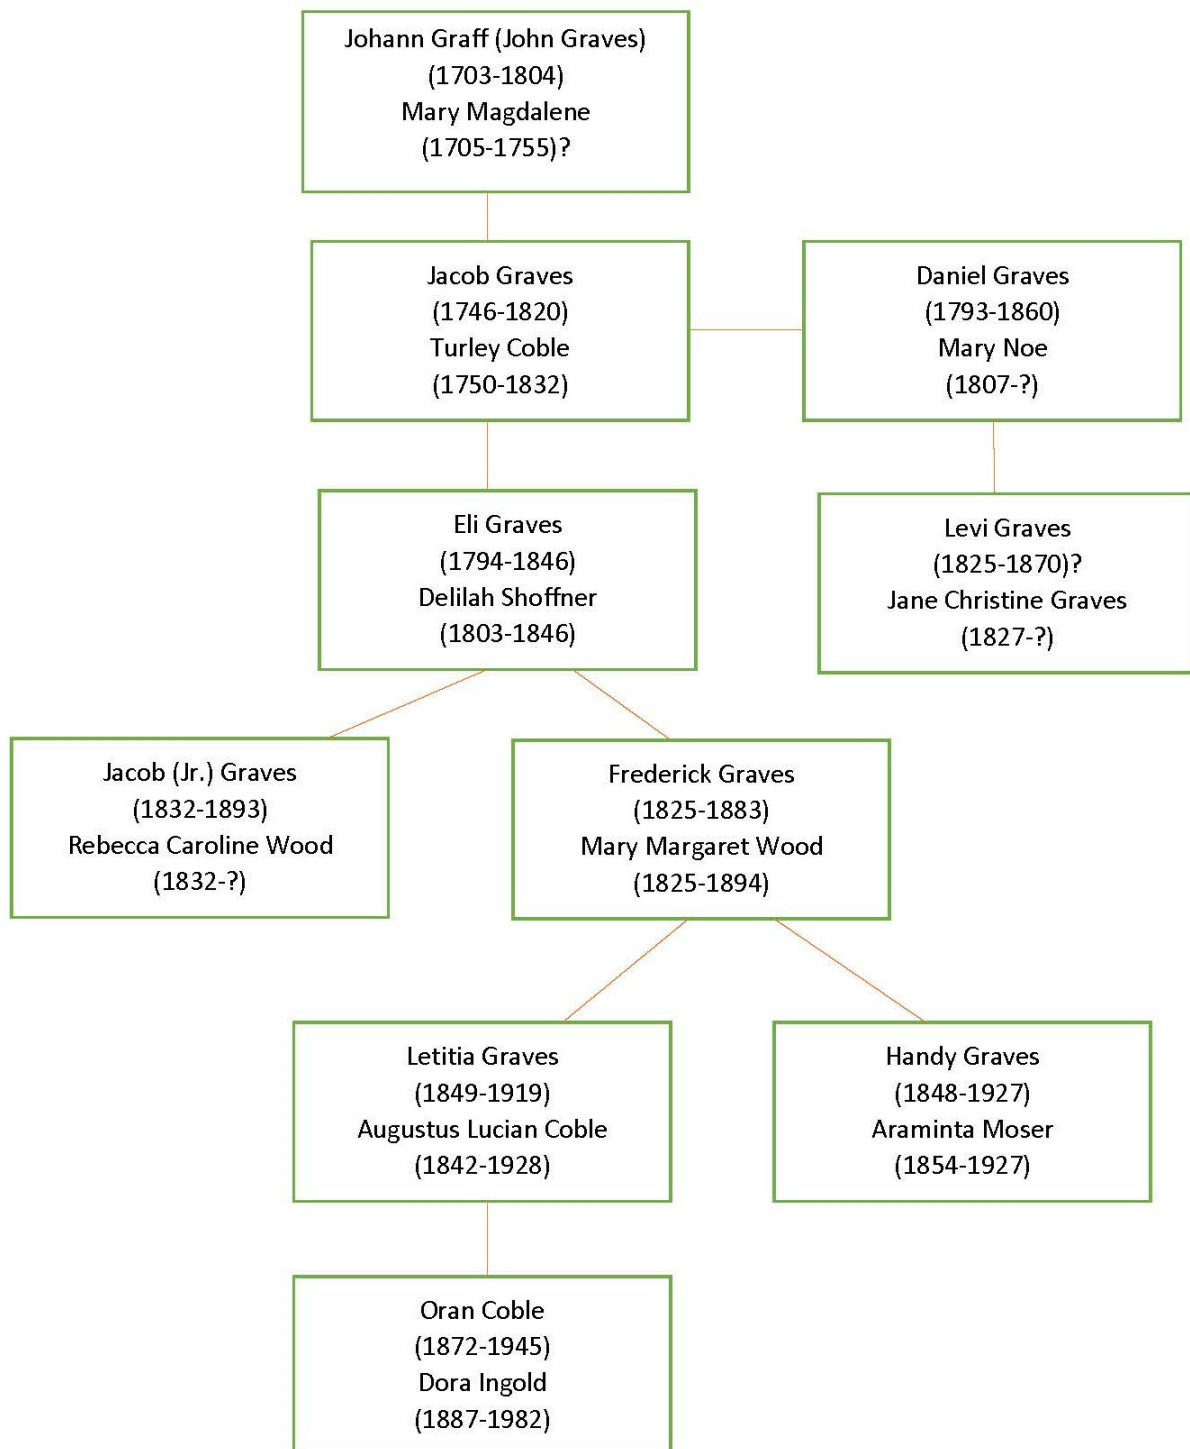 Johann Graff (John Graves)
(1703-1804)
Mary Magdalene
(1705-1755)?
Jacob Graves
(1746-1820)
Turley Coble
(1750-1832)
Daniel Graves
(1793-1860)
Mary Noe
(1807-?)
Eli Graves
(1794-1846)
Delilah Shoffner
(1803-1846)
Levi Graves
(1825-1870)?
Jane Christine Graves
(1827-?)
Jacob (Jr.) Graves
(1832-1893)
Rebecca Caroline Wood
(1832-?)
Frederick Graves
(1825-1883)
Mary Margaret Wood
(1825-1894)
Letitia Graves
(1849-1919)
Augustus Lucian Coble
(1842-1928)
Handy Graves
(1848-1927)
Araminta Moser
(1854-1927)
Oran Coble
(1872-1945)
Dora Ingold
(1887-1982)